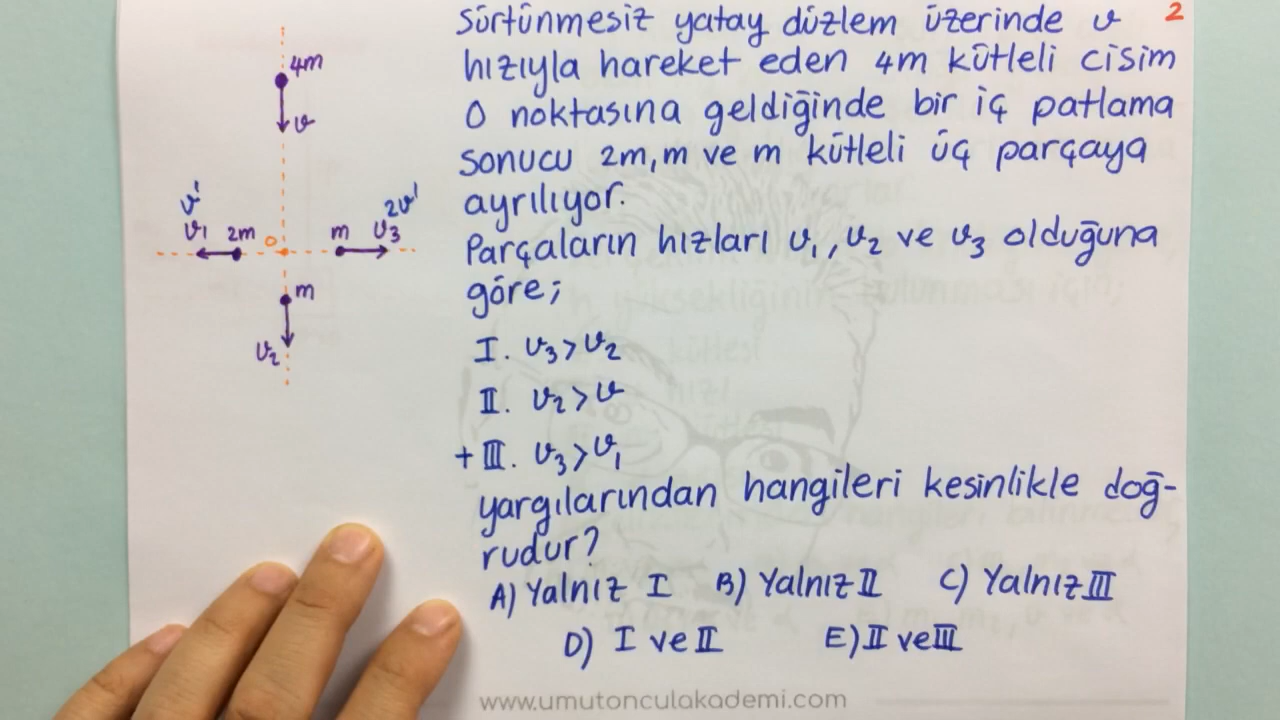 Sürtünmesiz yatay düzlem üzerinde v
2
hızıyla hareket eden 4m kütleli cisim
O noktasına geldiğinde bir iç patlama
sonucu 2m, m ve m kütleli üç parçaya
ayrılıyor.
Parçaların hızları v₁, v₂ ve v₃ olduğuna
göre;
I. v₃>v₂
II. v₂>v
+ III. v₃>v₁
yargılarından hangileri kesinlikle doğ-
rudur?
A) Yalnız I B) Yalnız II C) Yalnız III
D) I ve II E) II ve III
4m
v
v' 2v'
v₁ 2m O m v₃
m
v₂
www.umutonculakademi.com